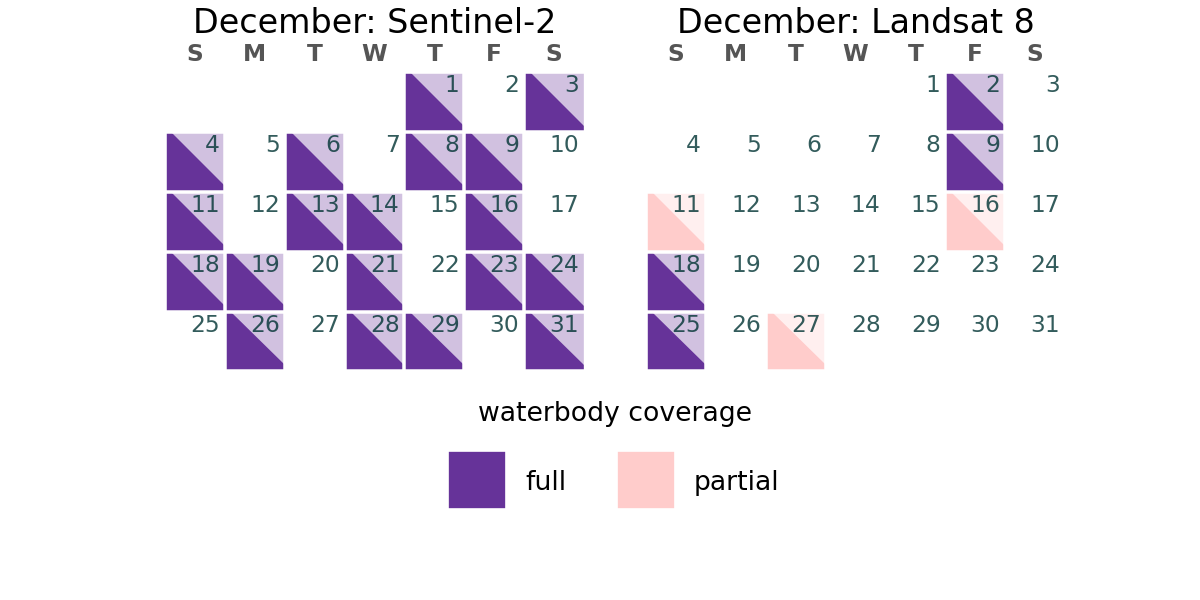 December: Sentinel-2
S M T W T F S
1 2 3
4 5 6 7 8 9 10
11 12 13 14 15 16 17
18 19 20 21 22 23 24
25 26 27 28 29 30 31
December: Landsat 8
S M T W T F S
1 2 3
4 5 6 7 8 9 10
11 12 13 14 15 16 17
18 19 20 21 22 23 24
25 26 27 28 29 30 31
waterbody coverage
full partial